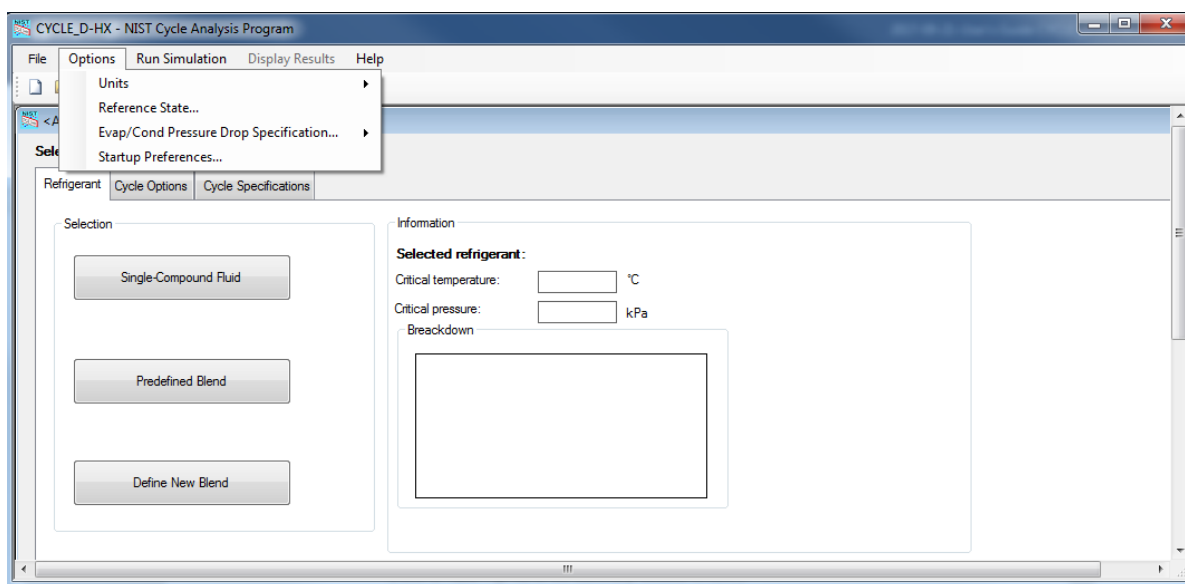 CYCLE_D-HX - NIST Cycle Analysis Program
File Options Run Simulation Display Results Help
Units
Reference State...
Evap/Cond Pressure Drop Specification...
Startup Preferences...
NIST <A
Sele
Refrigerant Cycle Options Cycle Specifications
Selection
Single-Compound Fluid
Predefined Blend
Define New Blend
Information
Selected refrigerant:
Critical temperature: °C
Critical pressure: kPa
Breackdown